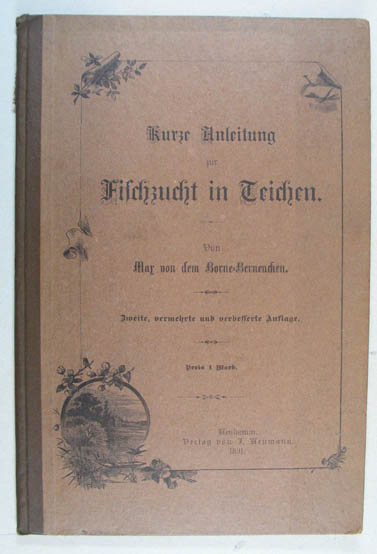 Kurze Anleitung
zur
Fischzucht in Teichen.
Von
Max von dem Borne-Berneuchen.
Zweite, vermehrte und verbesserte Auflage.
Preis 1 Mark.
Neudamm.
Verlag von J. Neumann.
1891.